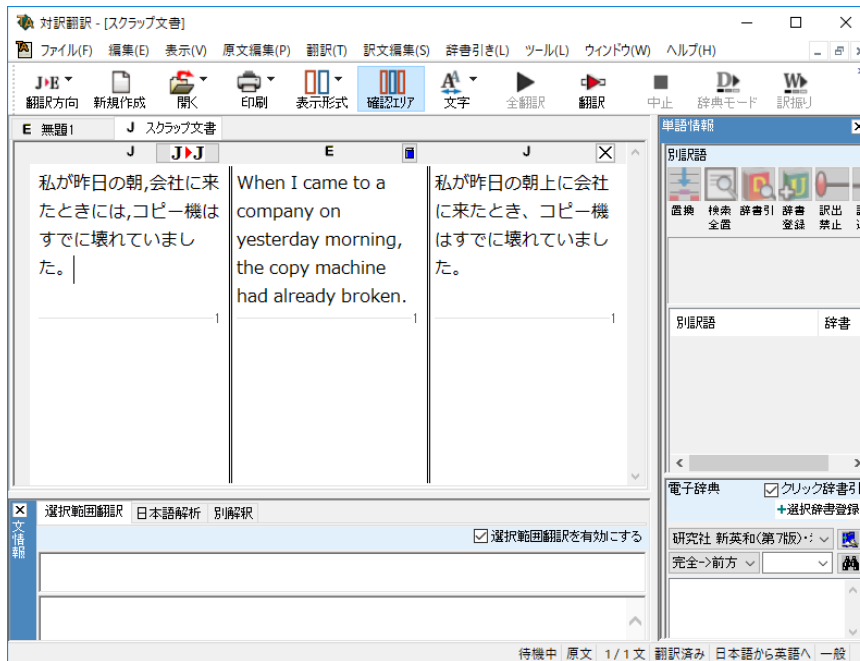 対訳翻訳 - [スクラップ文書]
ファイル(F) 編集(E) 表示(V) 原文編集(P) 翻訳(T) 訳文編集(S) 辞書引き(L) ツール(L) ウィンドウ(W) ヘルプ(H)
J▸E
翻訳方向 新規作成 開く 印刷 表示形式 確認エリア 文字 全翻訳 翻訳 中止 辞典モード 訳振り
E 無題1 J スクラップ文書
J J▸J E J
私が昨日の朝,会社に来
たときには,コピー機は
すでに壊れていまし
た。
1
When I came to a
company on
yesterday morning,
the copy machine
had already broken.
1
私が昨日の朝上に会社
に来たとき、コピー機
はすでに壊れていまし
た。
1
単語情報
別訳語
置換 検索 辞書引 辞書 訳出
全置 登録 禁止
別訳語 辞書
電子辞典 クリック辞書引
+選択辞書登録
研究社 新英和(第7版)・
完全->前方
文情報
選択範囲翻訳 日本語解析 別解釈
選択範囲翻訳を有効にする
待機中 原文 1/1文 翻訳済み 日本語から英語へ 一般